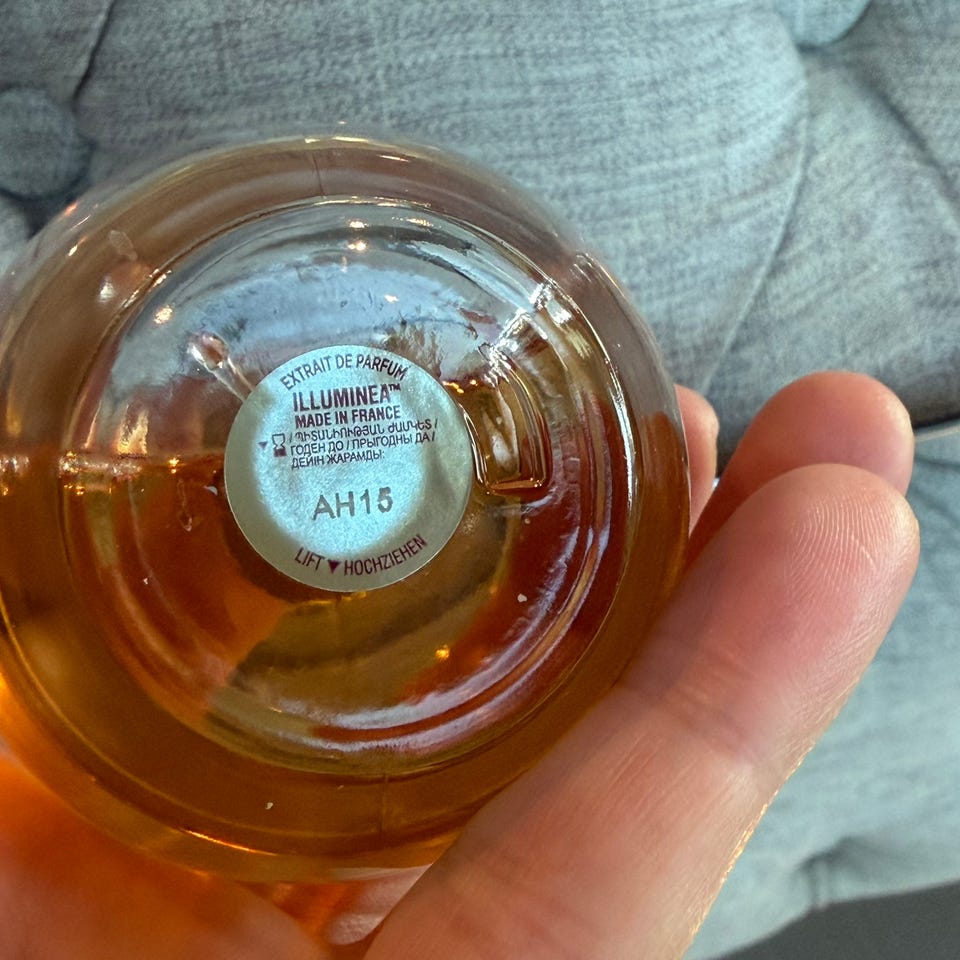 EXTRAIT DE PARFUM
ILLUMINEA™
MADE IN FRANCE
/ ՊԻՏԱՆԻՈՒԹՅԱՆ ԺԱՄԿԵՏ /
ГОДЕН ДО / ПРЫГОДНЫ ДА /
ДЕЙІН ЖАРАМДЫ:
AH15
LIFT ▼ HOCHZIEHEN